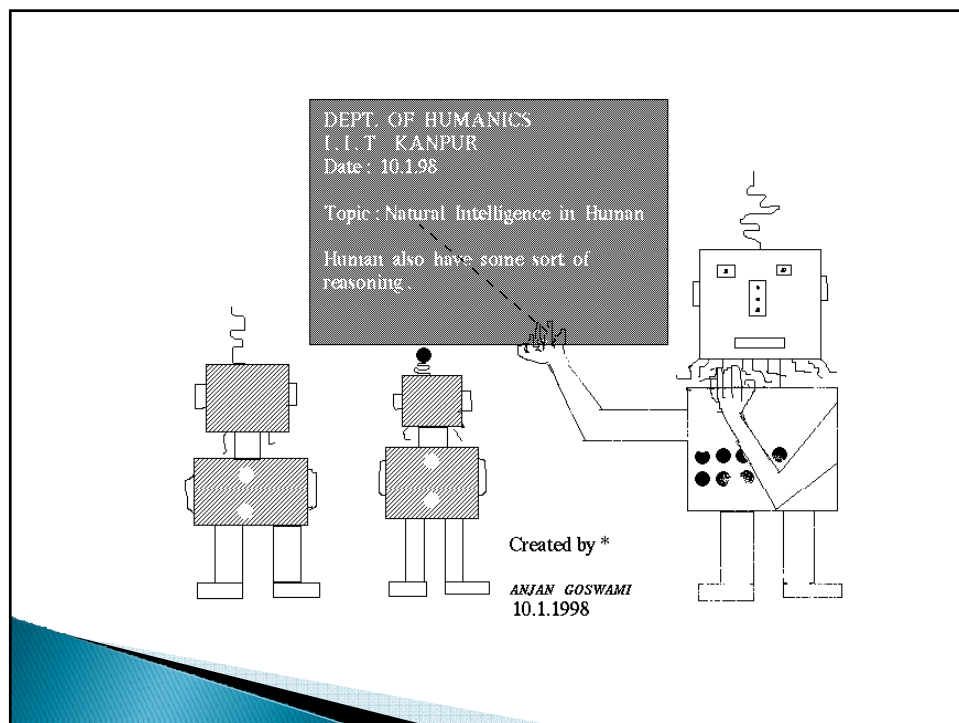 DEPT. OF HUMANICS
I.I.T KANPUR
Date : 10.1.98
Topic : Natural Intelligence in Human
Human also have some sort of
reasoning .
Created by *
ANJAN GOSWAMI
10.1.1998